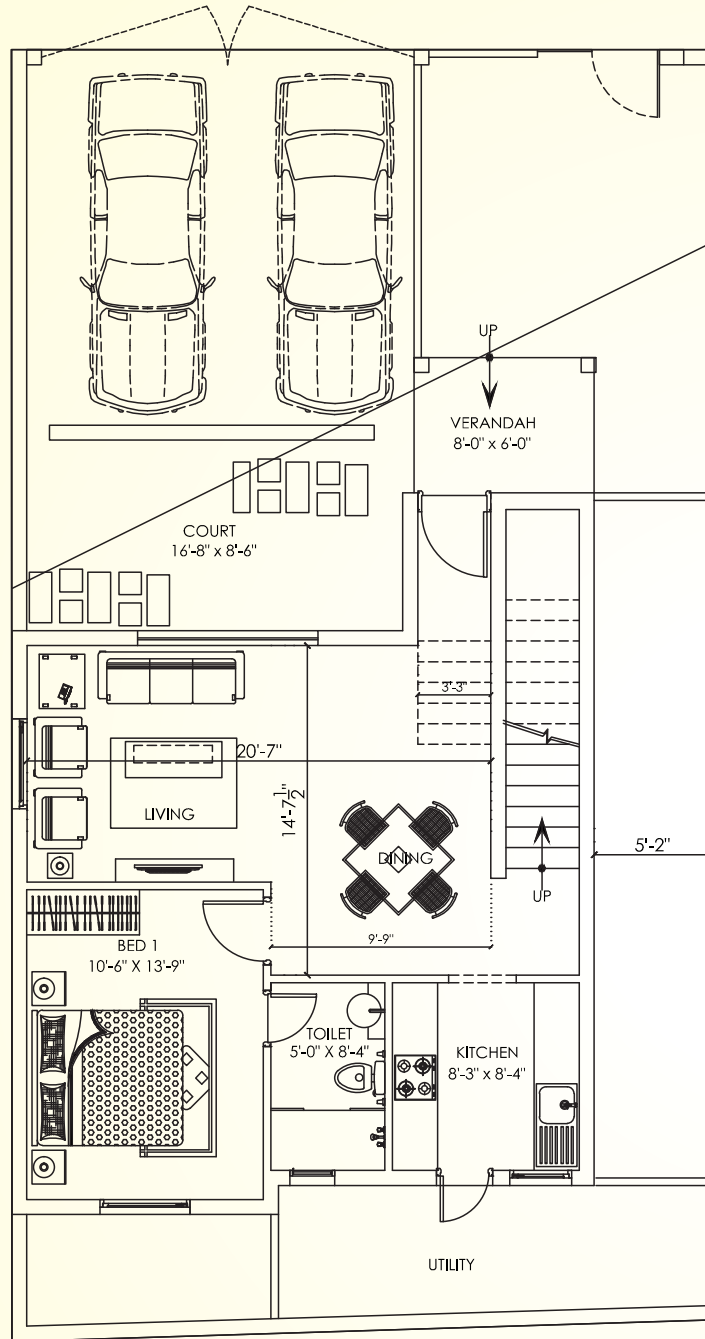 UP
VERANDAH
8'-0" x 6'-0"
COURT
16'-8" x 8'-6"
3'-3"
20'-7"
14'-7 1/2"
LIVING
DINING
5'-2"
UP
9'-9"
BED 1
10'-6" X 13'-9"
TOILET
5'-0" X 8'-4"
KITCHEN
8'-3" x 8'-4"
UTILITY